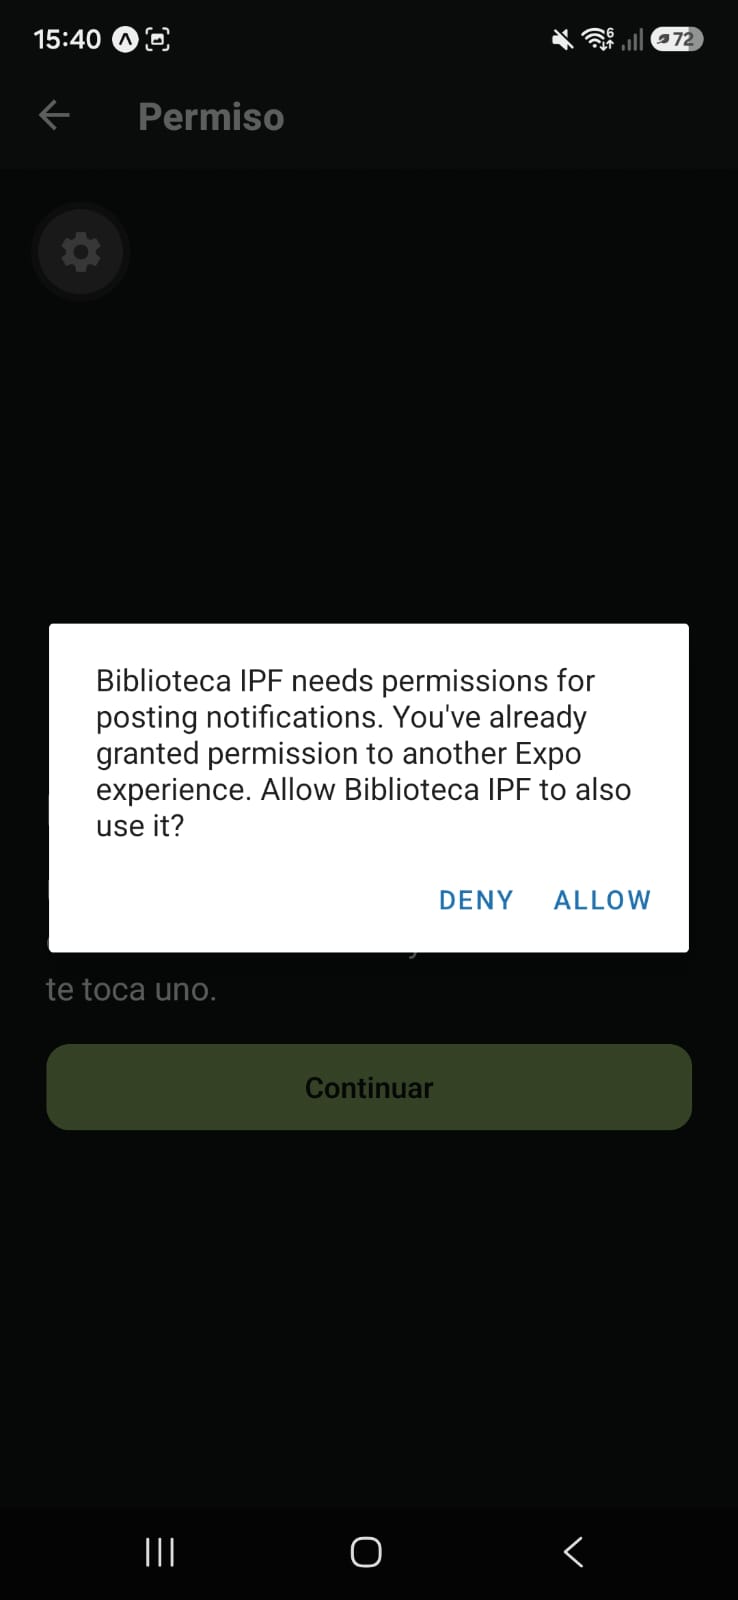 15:40
6
72
Permiso
Biblioteca IPF needs permissions for
posting notifications. You've already
granted permission to another Expo
experience. Allow Biblioteca IPF to also
use it?
DENY ALLOW
te toca uno.
Continuar